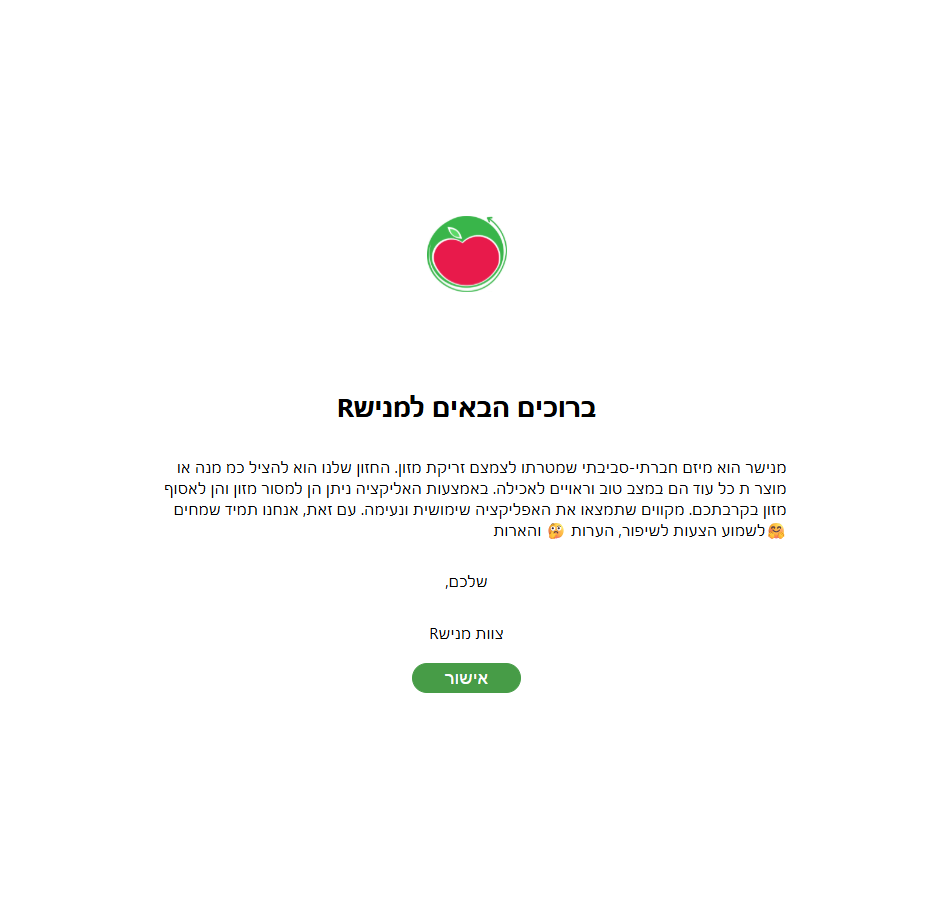 ברוכים הבאים למנישR
מנישר הוא מיזם חברתי-סביבתי שמטרתו לצמצם זריקת מזון. החזון שלנו הוא להציל כמ מנה או
מוצר ת כל עוד הם במצב טוב וראויים לאכילה. באמצעות האליקציה ניתן הן למסור מזון והן לאסוף
מזון בקרבתכם. מקווים שתמצאו את האפליקציה שימושית ונעימה. עם זאת, אנחנו תמיד שמחים
🤗לשמוע הצעות לשיפור, הערות 🤔 והארות
שלכם,
צוות מנישR
אישור